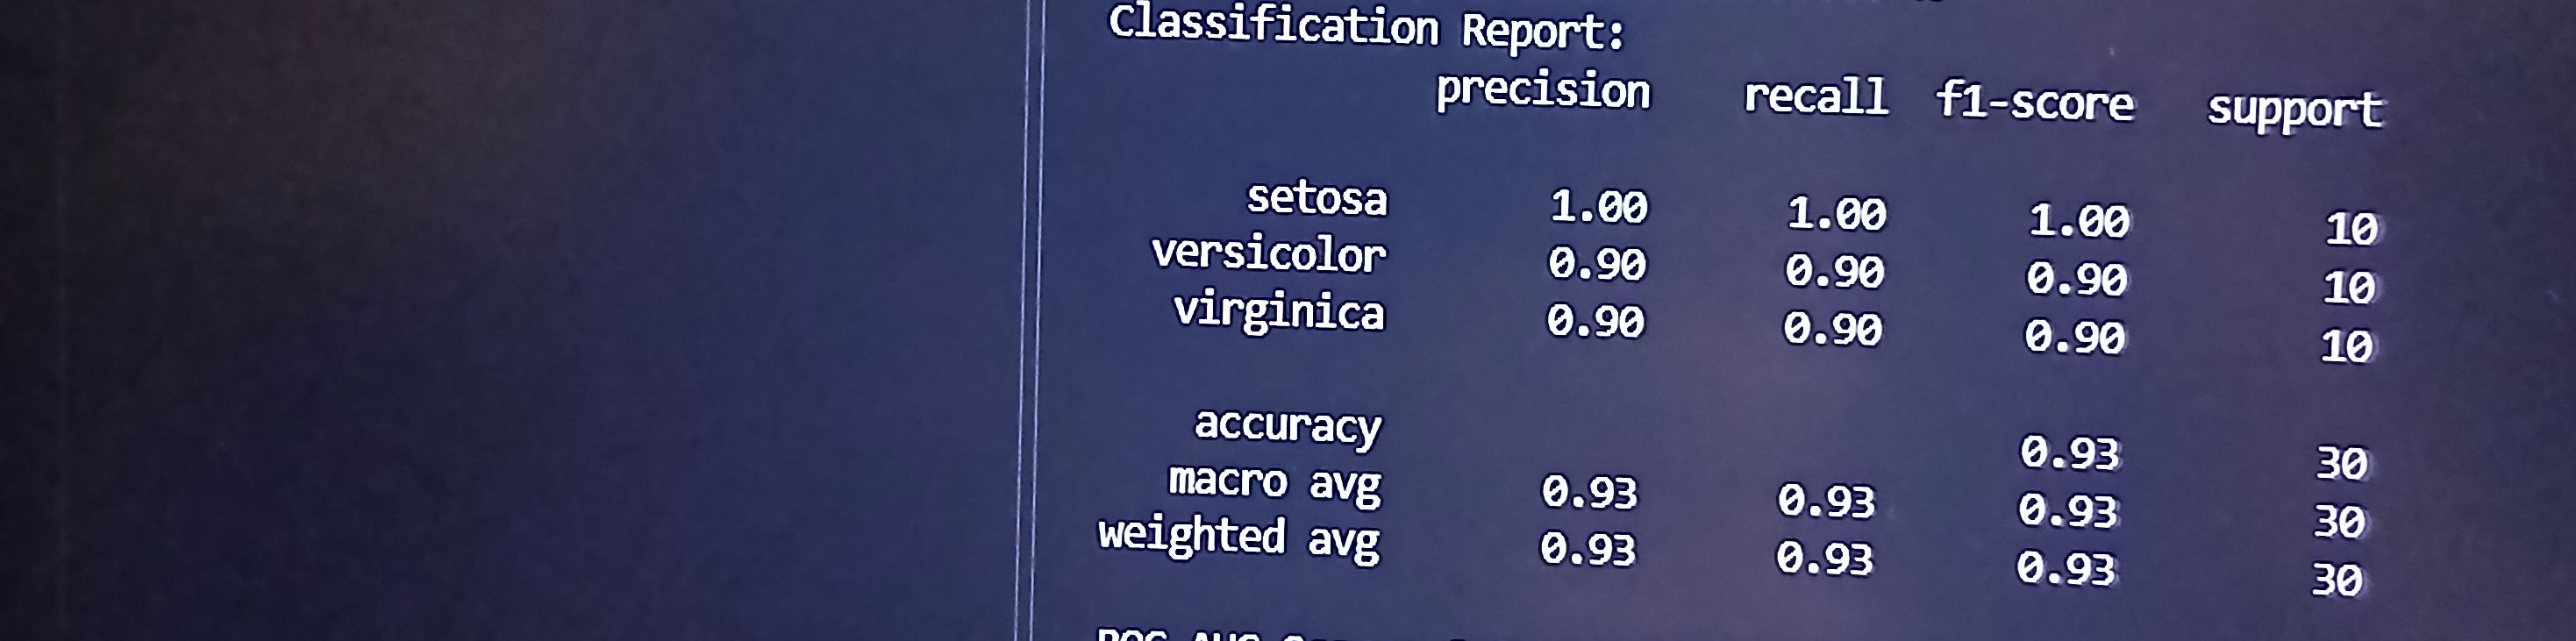 Classification Report:
precision recall f1-score support
setosa 1.00 1.00 1.00 10
versicolor 0.90 0.90 0.90 10
virginica 0.90 0.90 0.90 10
accuracy 0.93 30
macro avg 0.93 0.93 0.93 30
weighted avg 0.93 0.93 0.93 30